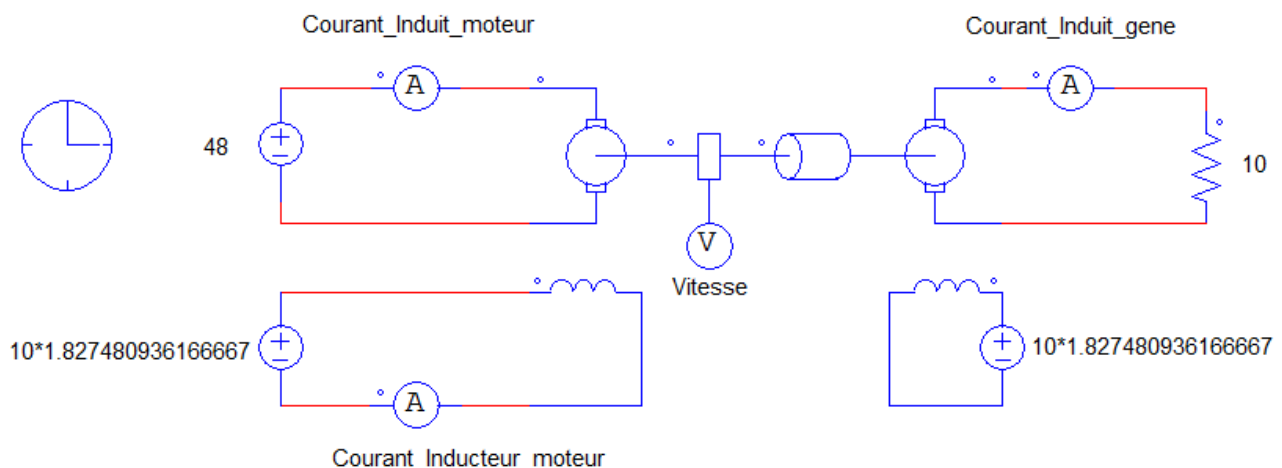 Courant_Induit_moteur
Courant_Induit_gene
A
A
48
10
V
Vitesse
10*1.827480936166667
10*1.827480936166667
A
Courant_Inducteur_moteur